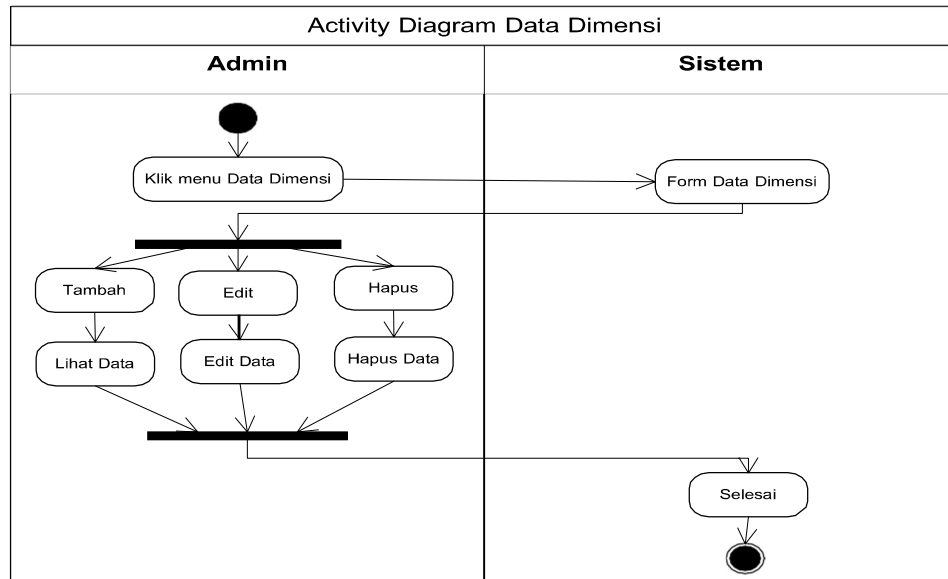 Activity Diagram Data Dimensi
Admin
Sistem
Klik menu Data Dimensi
Form Data Dimensi
Tambah
Edit
Hapus
Lihat Data
Edit Data
Hapus Data
Selesai